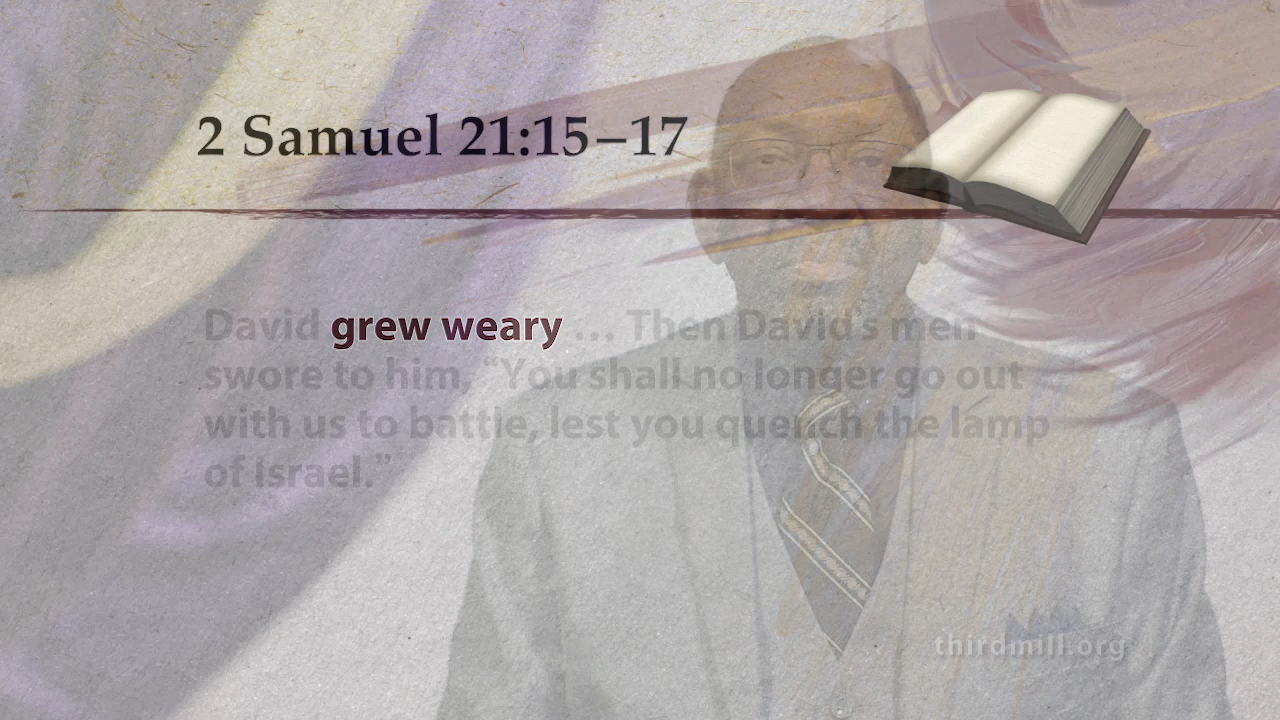 2 Samuel 21:15–17
David grew weary … Then David's men
swore to him, “You shall no longer go out
with us to battle, lest you quench the lamp
of Israel.”
thirdmill.org